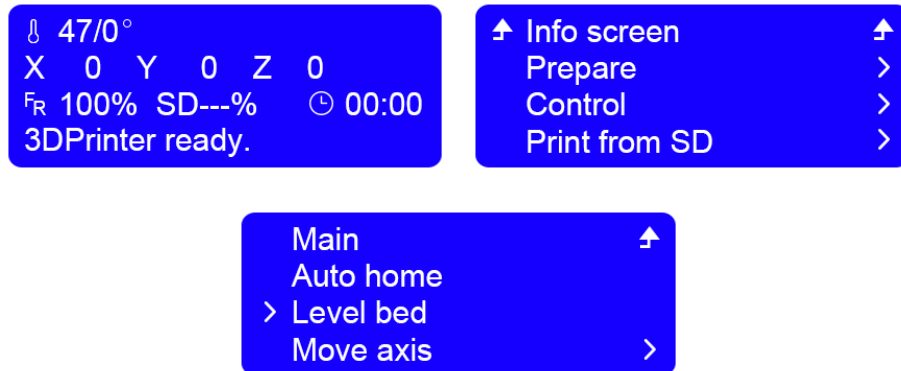 47/0°
X 0 Y 0 Z 0
FR 100% SD---% 00:00
3DPrinter ready.
Info screen
Prepare >
Control >
Print from SD >
Main
Auto home
> Level bed
Move axis >